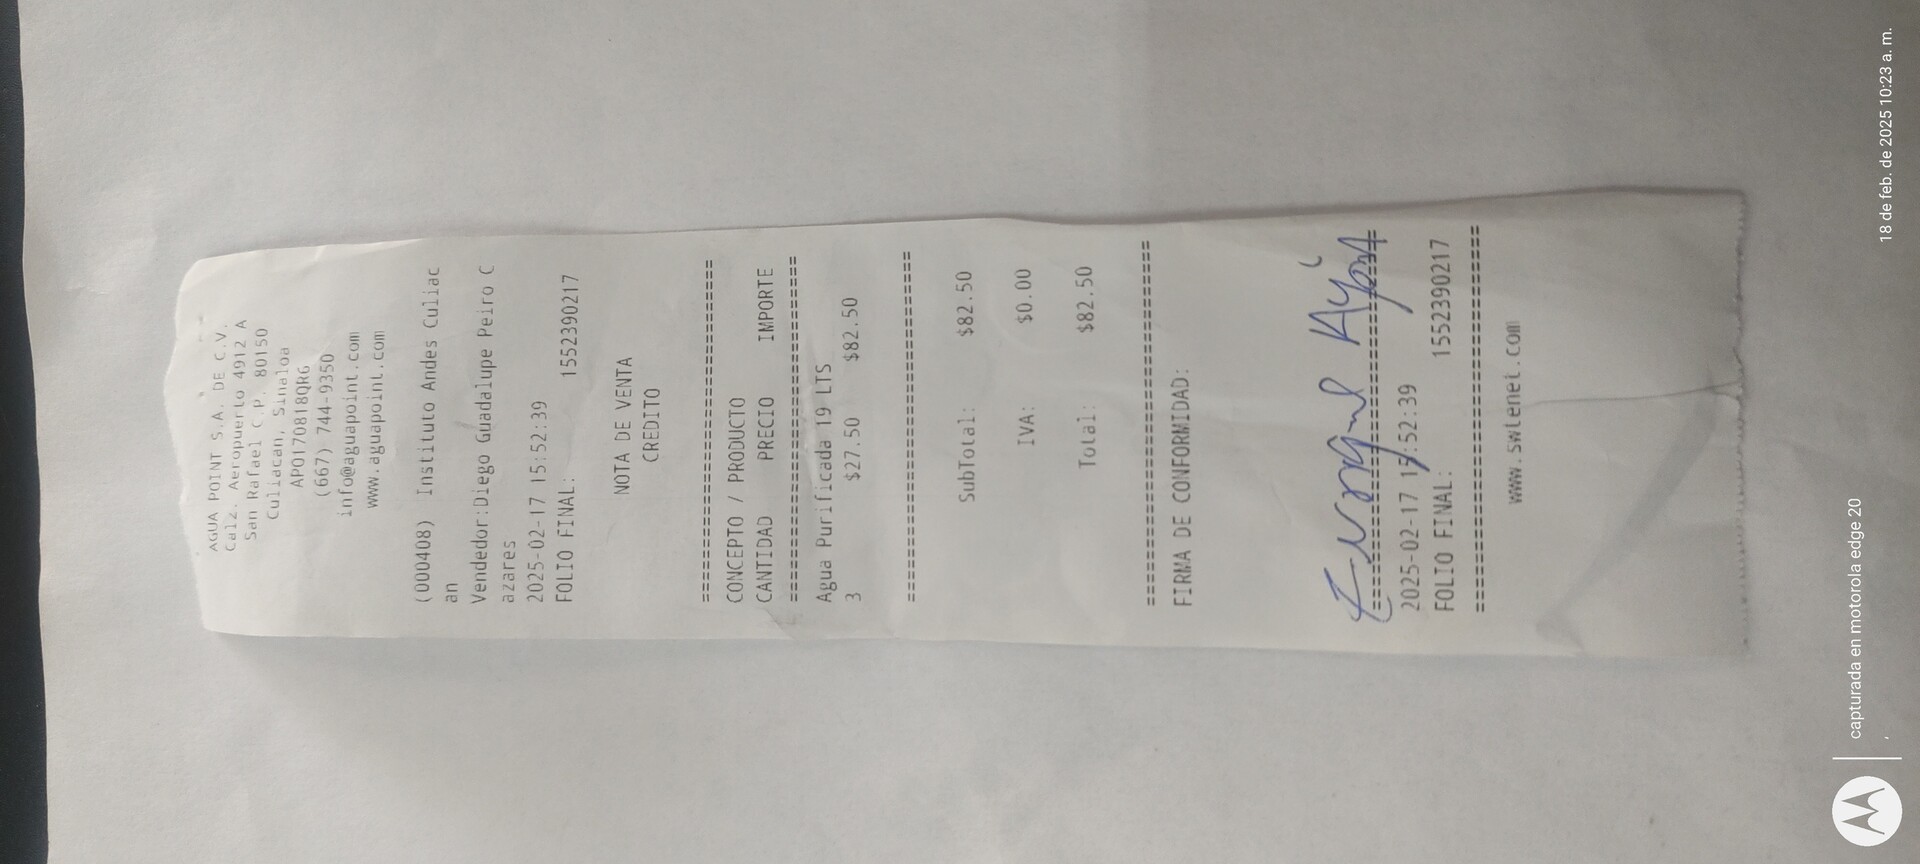 AGUA POINT S.A. DE C.V.
Calz. Aeropuerto 4912 A
San Rafael C.P. 80150
Culiacan, Sinaloa
APO170818QR6
(667) 744-9350
info@aguapoint.com
www.aguapoint.com
(000408) Instituto Andes Culiac
an
Vendedor:Diego Guadalupe Peiro C
azares
2025-02-17 15:52:39
FOLIO FINAL: 1552390217
NOTA DE VENTA
CREDITO
================================
CONCEPTO / PRODUCTO
CANTIDAD PRECIO IMPORTE
================================
Agua Purificada 19 LTS
3 $27.50 $82.50
================================
SubTotal: $82.50
IVA: $0.00
Total: $82.50
================================
FIRMA DE CONFORMIDAD:
================================
2025-02-17 15:52:39
FOLIO FINAL: 1552390217
================================
www.swtenet.com
capturada en motorola edge 20
18 de feb. de 2025 10:23 a. m.